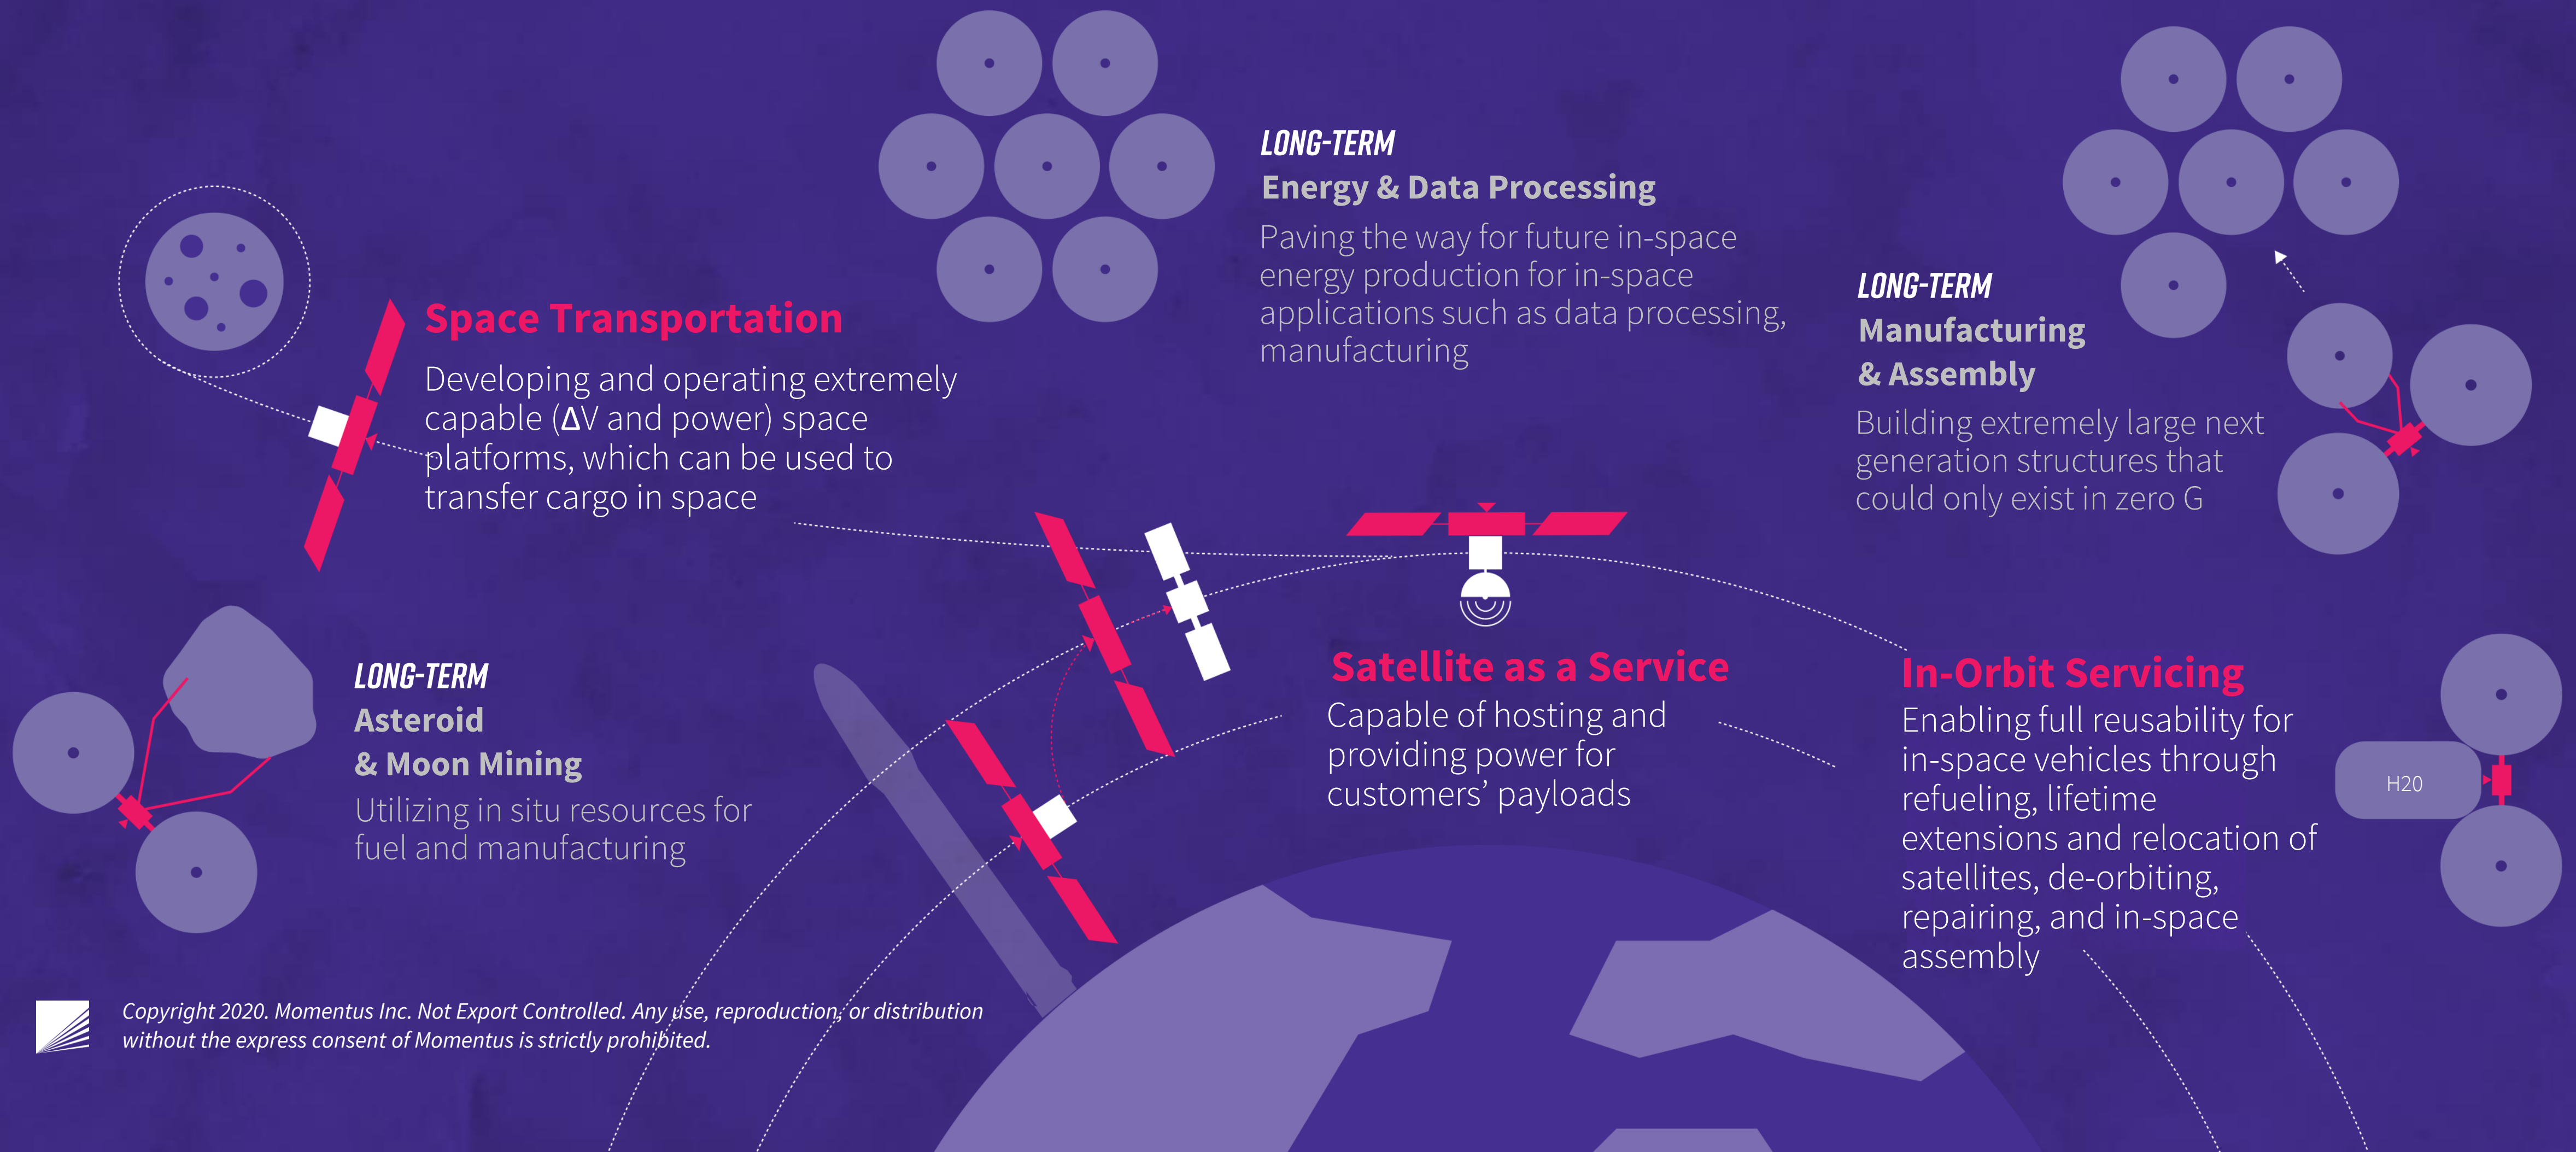 LONG-TERM
Energy & Data Processing
Paving the way for future in-space
energy production for in-space
applications such as data processing,
manufacturing
LONG-TERM
Manufacturing
& Assembly
Building extremely large next
generation structures that
could only exist in zero G
Space Transportation
Developing and operating extremely
capable (ΔV and power) space
platforms, which can be used to
transfer cargo in space
LONG-TERM
Asteroid
& Moon Mining
Utilizing in situ resources for
fuel and manufacturing
Satellite as a Service
Capable of hosting and
providing power for
customers’ payloads
In-Orbit Servicing
Enabling full reusability for
in-space vehicles through
refueling, lifetime
extensions and relocation of
satellites, de-orbiting,
repairing, and in-space
assembly
H20
Copyright 2020. Momentus Inc. Not Export Controlled. Any use, reproduction, or distribution
without the express consent of Momentus is strictly prohibited.